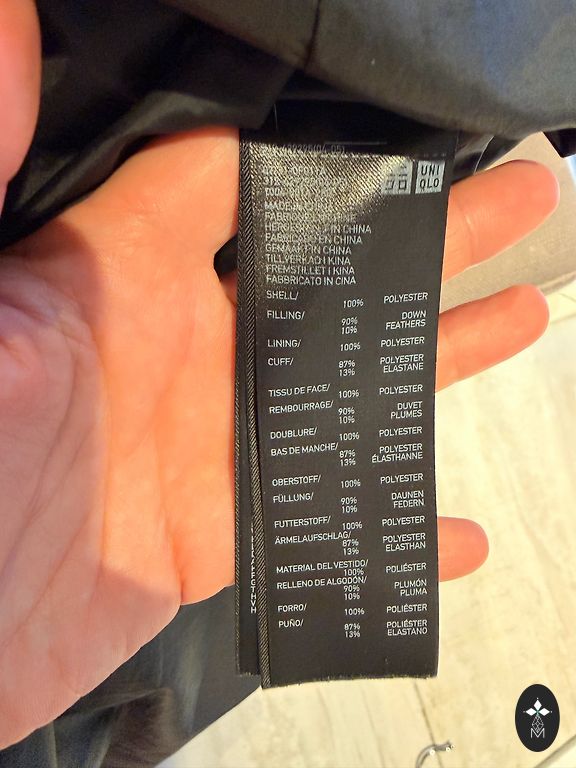 UNI
QLO
MADE IN
FABRIQUE
IN CHINA
EN CHINA
GEMAAKT IN CHINA
TILLVERKAD I KINA
FREMSTILLET I KINA
FABBRICATO IN CINA
SHELL/ 100% POLYESTER
FILLING/ 90% DOWN
10% FEATHERS
LINING/ 100% POLYESTER
CUFF/ 87% POLYESTER
13% ELASTANE
TISSU DE FACE/ 100% POLYESTER
REMBOURRAGE/ 90% DUVET
10% PLUMES
DOUBLURE/ 100% POLYESTER
BAS DE MANCHE/ 87% POLYESTER
13% ÉLASTHANNE
OBERSTOFF/ 100% POLYESTER
FÜLLUNG/ 90% DAUNEN
10% FEDERN
FUTTERSTOFF/ 100% POLYESTER
ÄRMELAUFSCHLAG/ 87% POLYESTER
13% ELASTHAN
MATERIAL DEL VESTIDO/ 100% POLIÉSTER
RELLENO DE ALGODÓN/ 90% PLUMÓN
10% PLUMA
FORRO/ 100% POLIÉSTER
PUÑO/ 87% POLIÉSTER
13% ELASTANO
M